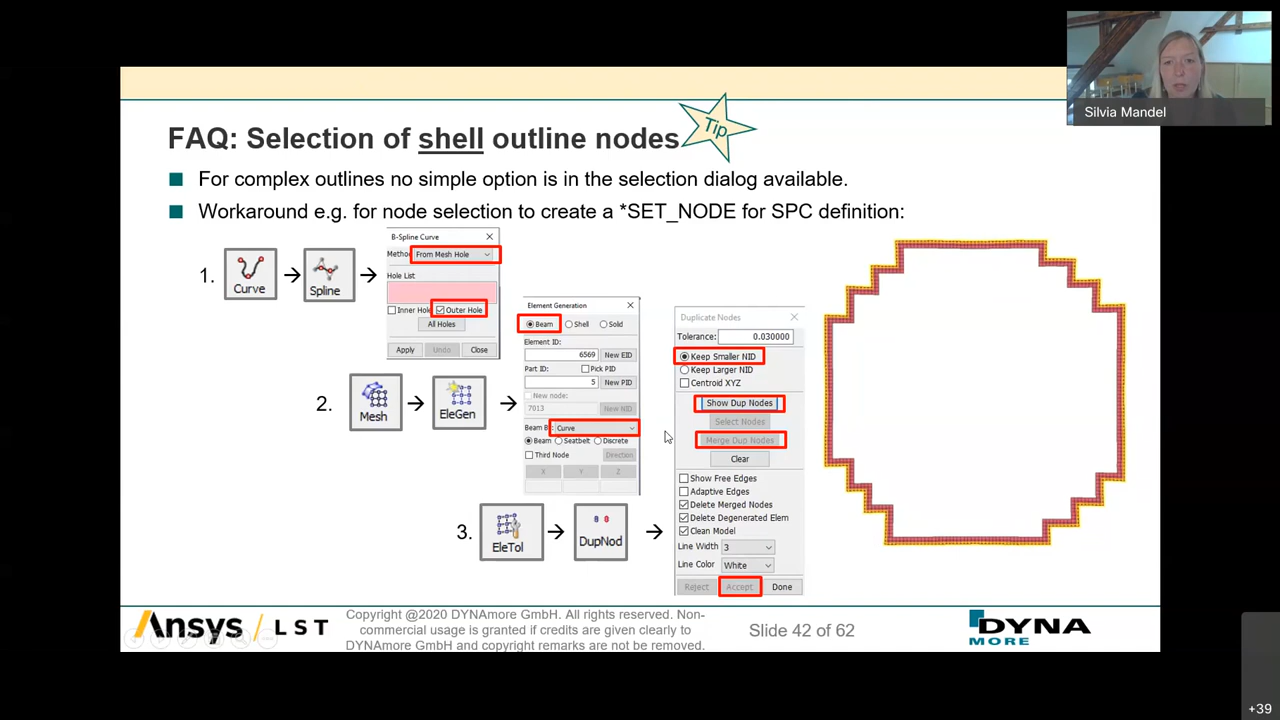 Silvia Mandel
FAQ: Selection of shell outline nodes
Tip
For complex outlines no simple option is in the selection dialog available.
Workaround e.g. for node selection to create a *SET_NODE for SPC definition:
1.
Curve
Spline
B-Spline Curve
From Mesh Hole
Hole List
Outer Hole
All Holes
Apply Undo Close
2.
Mesh
EleGen
Element Generation
Beam Shell Solid
Element ID:
6569 New EID
Part ID: Pick PID
5 New PID
New node:
7013 New NID
Beam B Curve
Beam Seatbelt Discrete
Third Node Direction
X Y Z
3.
EleTol
DupNod
Duplicate Nodes
Tolerance: 0.030000
Keep Smaller NID
Keep Larger NID
Centroid XYZ
Show Dup Nodes
Select Nodes
Merge Dup Nodes
Clear
Show Free Edges
Adaptive Edges
Delete Merged Nodes
Delete Degenerated Elem
Clean Model
Line Width 3
Line Color White
Reject Accept Done
Ansys / LST
Copyright @2020 DYNAmore GmbH. All rights reserved. Non-
commercial usage is granted if credits are given clearly to
DYNAmore GmbH and copyright remarks are not be removed.
Slide 42 of 62
DYNA
MORE
+39